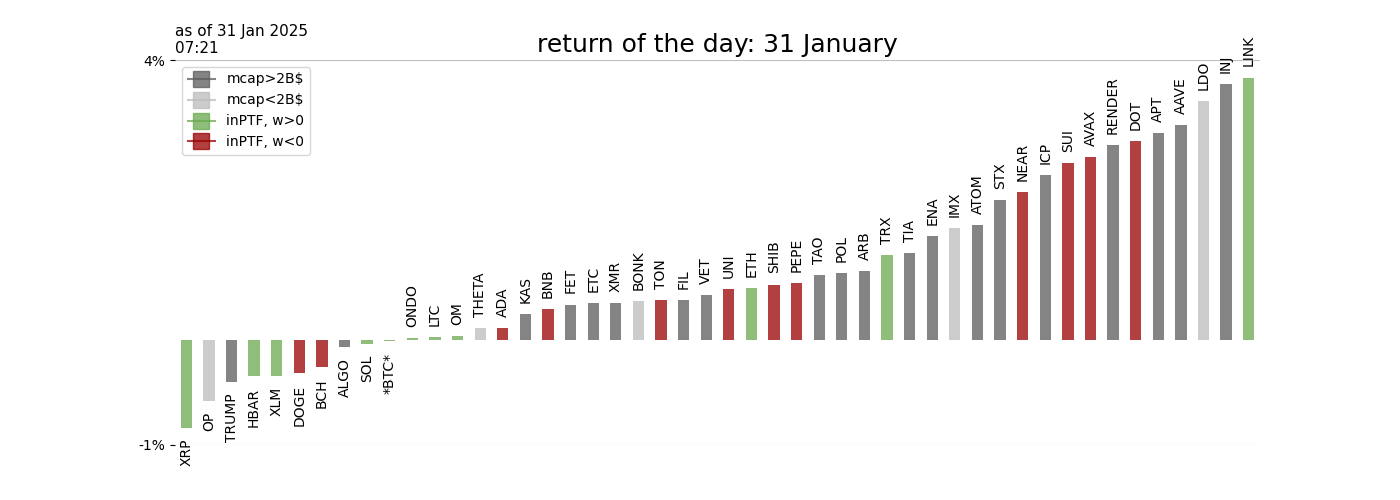 as of 31 Jan 2025
07:21
return of the day: 31 January
4%
mcap>2B$
mcap<2B$
inPTF, w>0
inPTF, w<0
-1%
XRP
OP
TRUMP
HBAR
XLM
DOGE
BCH
ALGO
SOL
*BTC*
ONDO
LTC
OM
THETA
ADA
KAS
BNB
FET
ETC
XMR
BONK
TON
FIL
VET
UNI
ETH
SHIB
PEPE
TAO
POL
ARB
TRX
TIA
ENA
IMX
ATOM
STX
NEAR
ICP
SUI
AVAX
RENDER
DOT
APT
AAVE
LDO
INJ
LINK